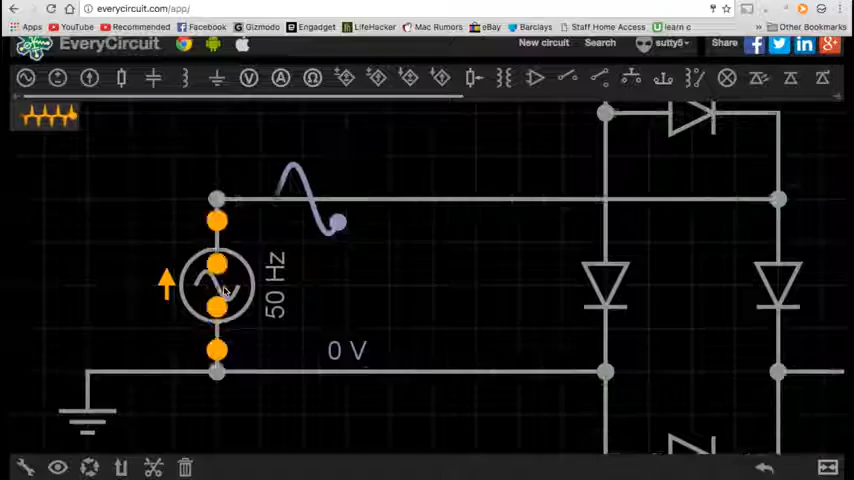 everycircuit.com/app/
Apps YouTube Recommended Facebook Gizmodo Engadget LifeHacker Mac Rumors eBay Barclays Staff Home Access learn c Other Bookmarks
EveryCircuit New circuit Search sutty5 Share
V A Ω
50 Hz
0 V